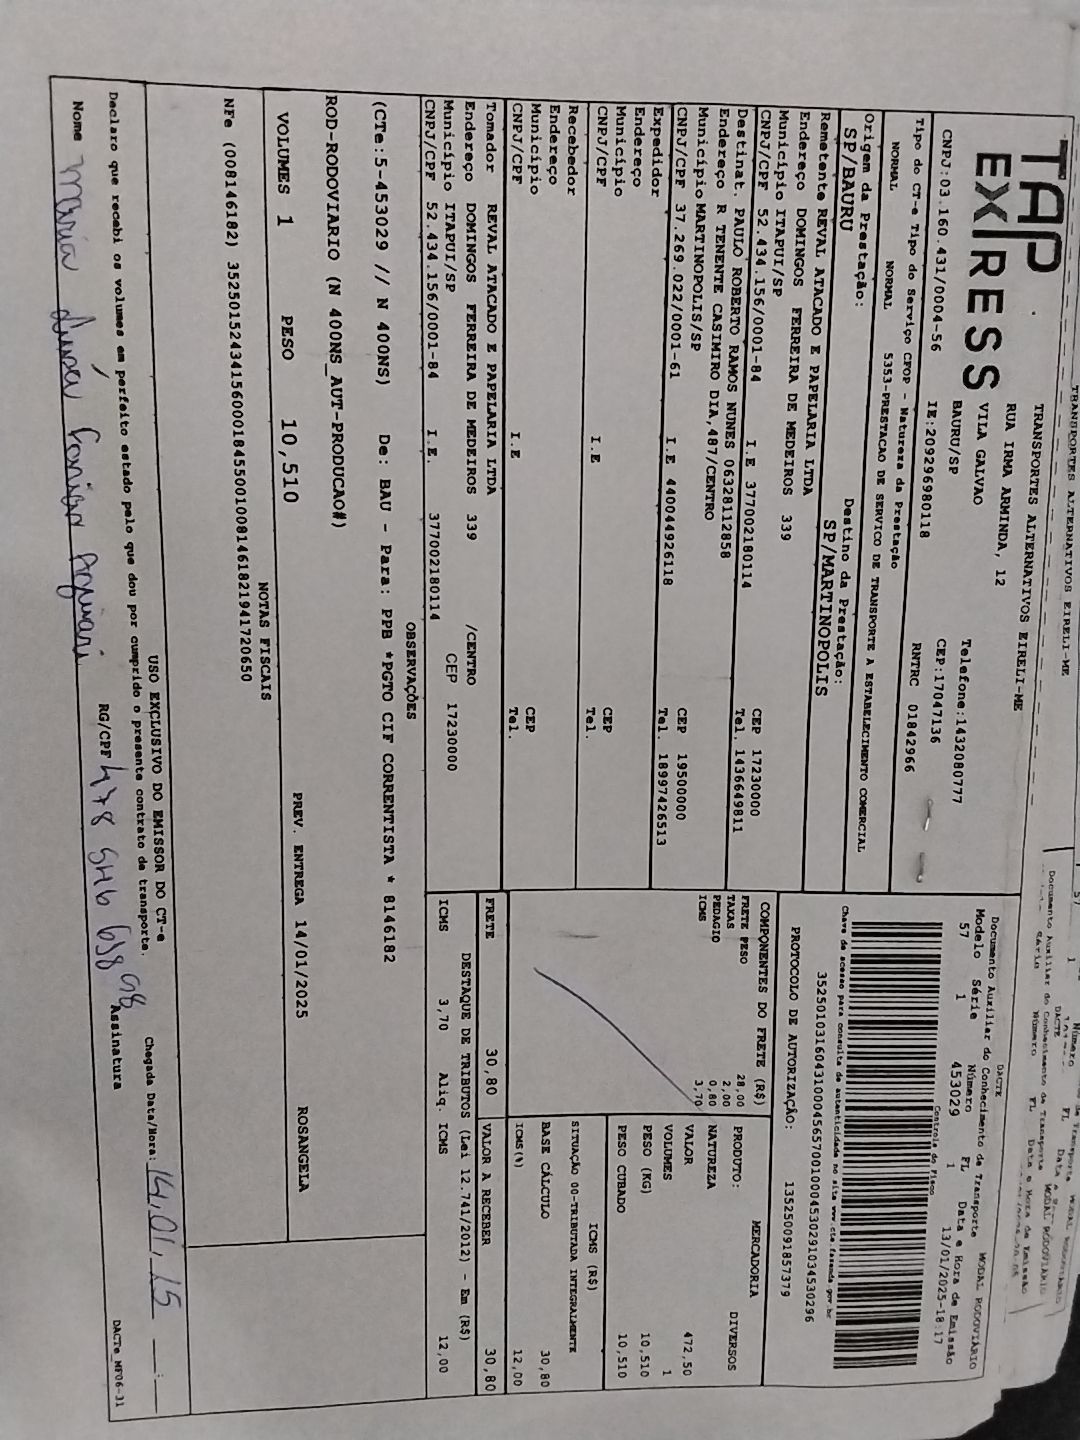 TRANSPORTES ALTERNATIVOS EIRELI-ME
TAP EXPRESS
TRANSPORTES ALTERNATIVOS EIRELI-ME
RUA IRMA ARMINDA, 12
VILA GALVAO
BAURU/SP
CEP:17047136
Telefone:1432080777
CNPJ:03.160.431/0004-56 IE:209296980118
RNTRC 01842966
Tipo do CT-e Tipo do Serviço CFOP - Natureza da Prestação
NORMAL NORMAL 5353-PRESTACAO DE SERVICO DE TRANSPORTE A ESTABELECIMENTO COMERCIAL
Origem da Prestação: Destino da Prestação:
SP/BAURU SP/MARTINOPOLIS
DACTE
Documento Auxiliar do Conhecimento de Transporte MODAL RODOVIÁRIO
Modelo Série Número FL Data e Hora de Emissão
57 1 453029 1 13/01/2025-18:17
Controle do Fisco
Chave de acesso para consulta de autenticidade no site www.cte.fazenda.gov.br
35250103160431000456570010004530291034530296
PROTOCOLO DE AUTORIZAÇÃO: 135250091857379
Remetente REVAL ATACADO E PAPELARIA LTDA
Endereço DOMINGOS FERREIRA DE MEDEIROS 339
Município ITAPUI/SP CEP 17230000
CNPJ/CPF 52.434.156/0001-84 I.E 377002180114 Tel. 1436649811
Destinat. PAULO ROBERTO RAMOS NUNES 06328112858
Endereço R TENENTE CASIMIRO DIA,487/CENTRO
Município MARTINOPOLIS/SP CEP 19500000
CNPJ/CPF 37.269.022/0001-61 I.E 440044926118 Tel. 18997426513
Expedidor
Endereço
Município CEP
CNPJ/CPF I.E Tel.
Recebedor
Endereço
Município CEP
CNPJ/CPF I.E Tel.
Tomador REVAL ATACADO E PAPELARIA LTDA
Endereço DOMINGOS FERREIRA DE MEDEIROS 339 /CENTRO
Município ITAPUI/SP CEP 17230000
CNPJ/CPF 52.434.156/0001-84 I.E. 377002180114
COMPONENTES DO FRETE (R$)
FRETE PESO 28,00
TAXAS 2,00
PEDAGIO 0,80
ICMS 3,70
MERCADORIA
PRODUTO: DIVERSOS
NATUREZA
VALOR 472,50
VOLUMES 1
PESO (KG) 10,510
PESO CUBADO 10,510
ICMS (R$)
SITUAÇÃO 00-TRIBUTADA INTEGRALMENTE
BASE CÁLCULO 30,80
ICMS(%) 12,00
FRETE 30,80 VALOR A RECEBER 30,80
DESTAQUE DE TRIBUTOS (Lei 12.741/2012) - Em (R$)
ICMS 3,70 Aliq. ICMS 12,00
OBSERVAÇÕES
(CTe:5-453029 // N 400NS) De: BAU - Para: PPB *PGTO CIF CORRENTISTA * 8146182
ROD-RODOVIARIO (N 400NS_AUT-PRODUCAO#)
VOLUMES 1 PESO 10,510 PREV. ENTREGA 14/01/2025 ROSANGELA
NOTAS FISCAIS
NFe (008146182) 35250152434156000184550010081461821941720650
USO EXCLUSIVO DO EMISSOR DO CT-e
Declaro que recebi os volumes em perfeito estado pelo que dou por cumprido o presente contrato de transporte.
Chegada Data/Hora: 14,01,15
Nome Maria Luisa RG/CPF 478 546 698 98 Assinatura
DACTe_MF06-31